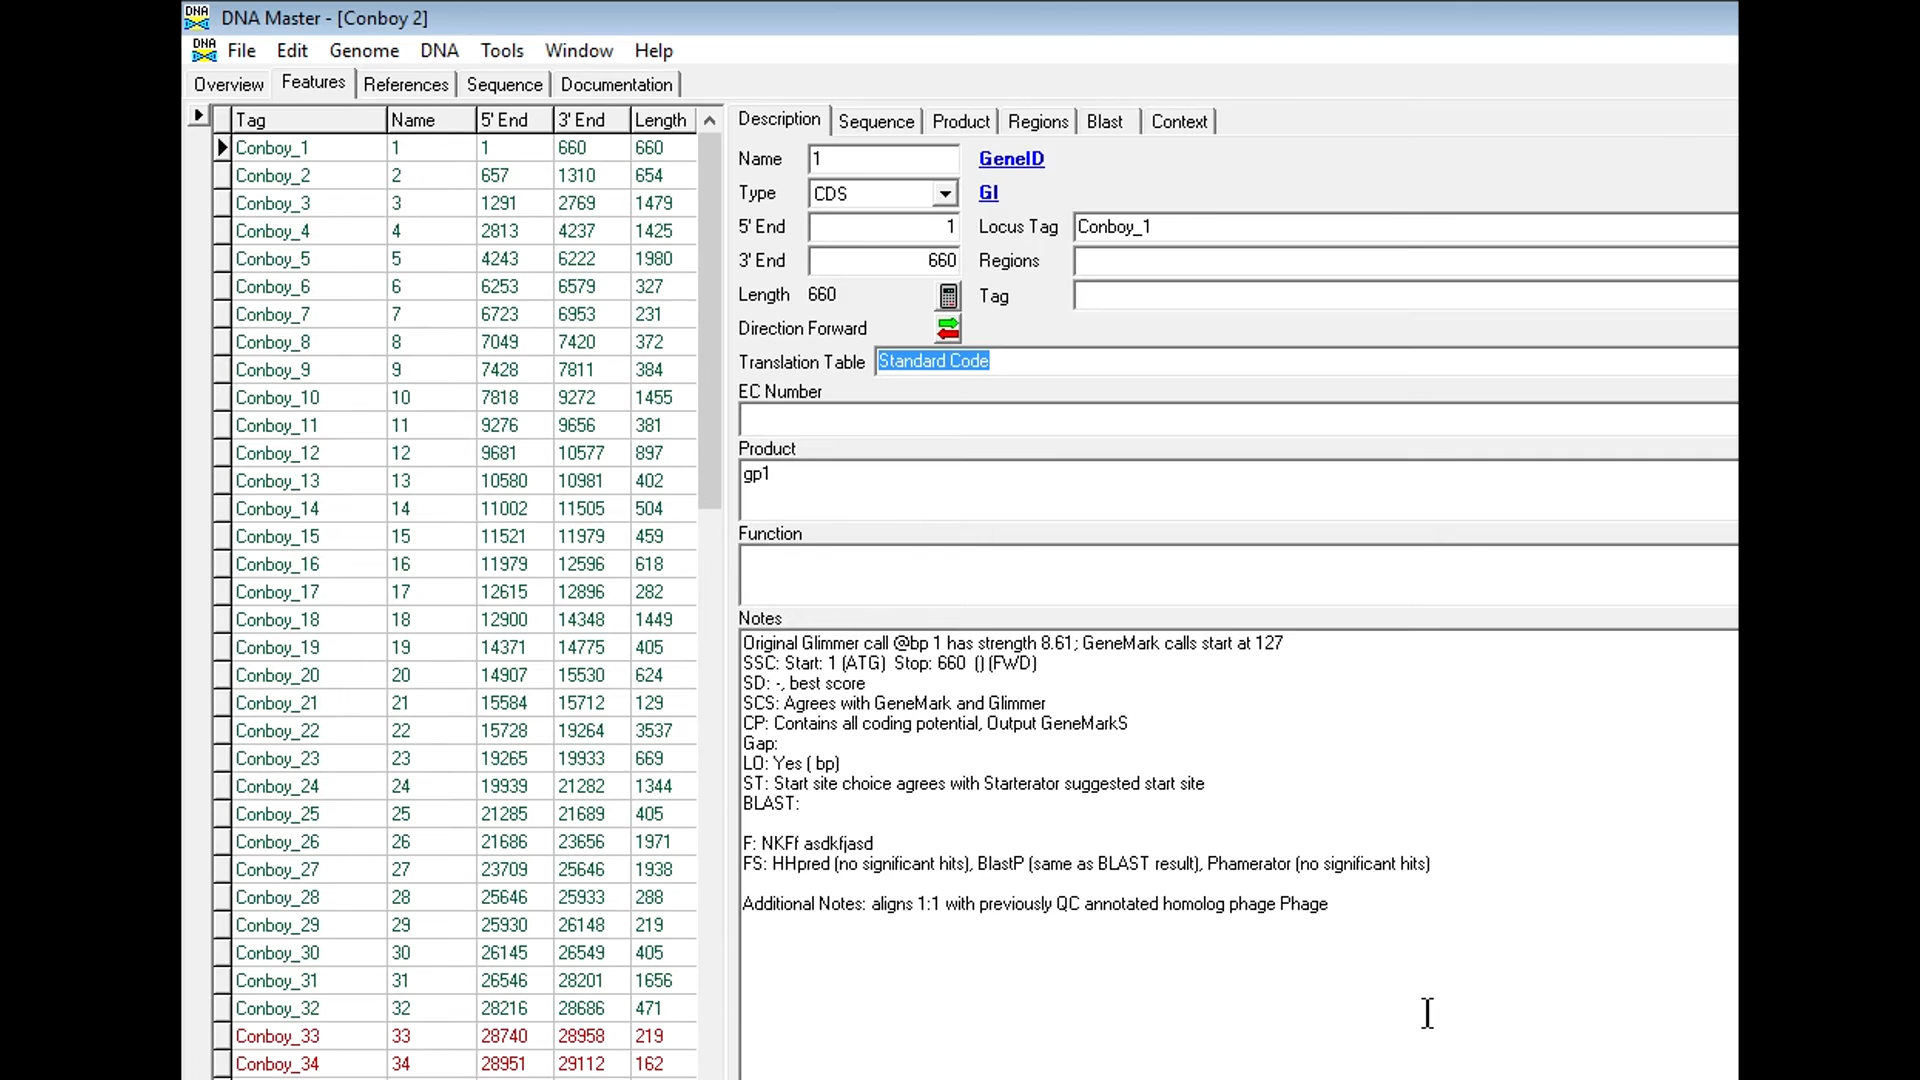 DNA Master - [Conboy 2]
File Edit Genome DNA Tools Window Help
Overview Features References Sequence Documentation
Tag Name 5' End 3' End Length
Conboy_1 1 1 660 660
Conboy_2 2 657 1310 654
Conboy_3 3 1291 2769 1479
Conboy_4 4 2813 4237 1425
Conboy_5 5 4243 6222 1980
Conboy_6 6 6253 6579 327
Conboy_7 7 6723 6953 231
Conboy_8 8 7049 7420 372
Conboy_9 9 7428 7811 384
Conboy_10 10 7818 9272 1455
Conboy_11 11 9276 9656 381
Conboy_12 12 9681 10577 897
Conboy_13 13 10580 10981 402
Conboy_14 14 11002 11505 504
Conboy_15 15 11521 11979 459
Conboy_16 16 11979 12596 618
Conboy_17 17 12615 12896 282
Conboy_18 18 12900 14348 1449
Conboy_19 19 14371 14775 405
Conboy_20 20 14907 15530 624
Conboy_21 21 15584 15712 129
Conboy_22 22 15728 19264 3537
Conboy_23 23 19265 19933 669
Conboy_24 24 19939 21282 1344
Conboy_25 25 21285 21689 405
Conboy_26 26 21686 23656 1971
Conboy_27 27 23709 25646 1938
Conboy_28 28 25646 25933 288
Conboy_29 29 25930 26148 219
Conboy_30 30 26145 26549 405
Conboy_31 31 26546 28201 1656
Conboy_32 32 28216 28686 471
Conboy_33 33 28740 28958 219
Conboy_34 34 28951 29112 162
Description Sequence Product Regions Blast Context
Name 1 GeneID
Type CDS GI
5' End 1 Locus Tag Conboy_1
3' End 660 Regions
Length 660 Tag
Direction Forward
Translation Table Standard Code
EC Number
Product
gp1
Function
Notes
Original Glimmer call @bp 1 has strength 8.61; GeneMark calls start at 127
SSC: Start: 1 (ATG)  Stop: 660  () (FWD)
SD: -, best score
SCS: Agrees with GeneMark and Glimmer
CP: Contains all coding potential, Output GeneMarkS
Gap:
LO: Yes ( bp)
ST: Start site choice agrees with Starterator suggested start site
BLAST:
F: NKFf asdkfjasd
FS: HHpred (no significant hits), BlastP (same as BLAST result), Phamerator (no significant hits)
Additional Notes: aligns 1:1 with previously QC annotated homolog phage Phage